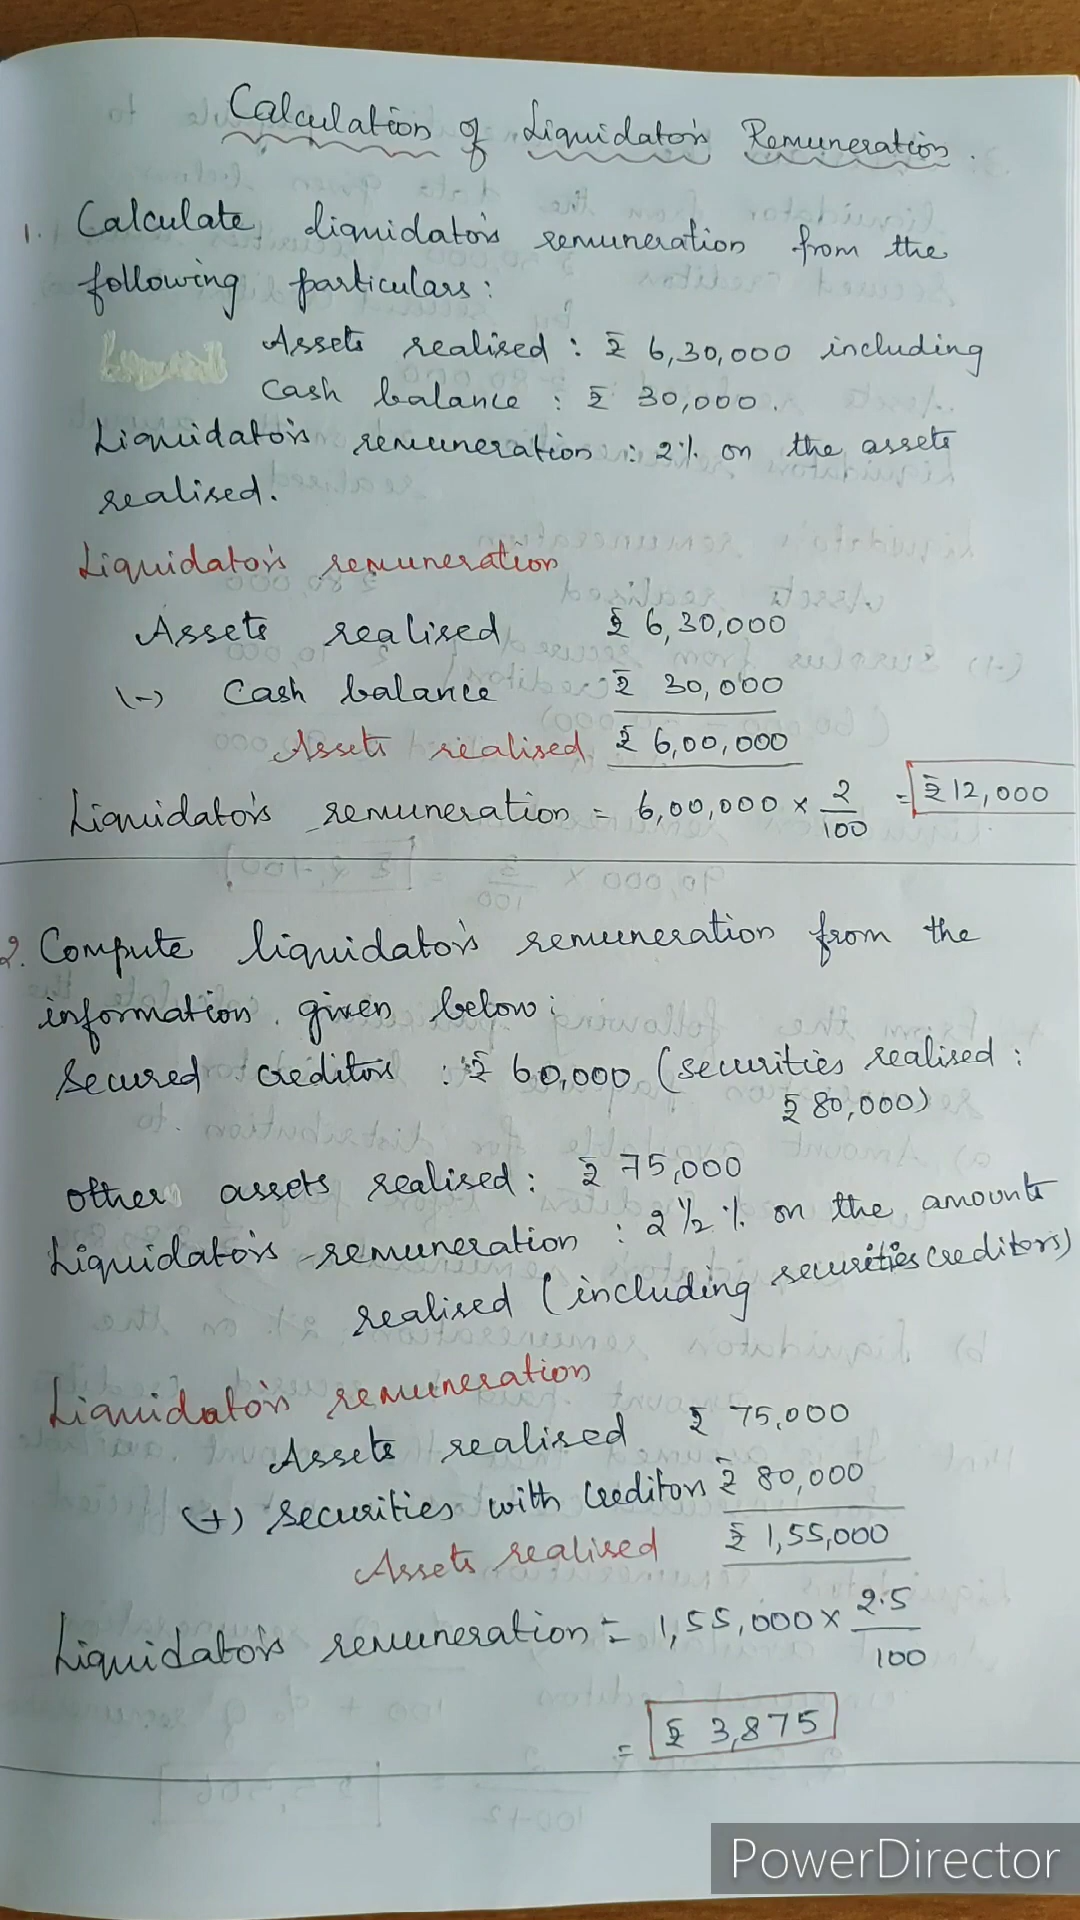 Calculation of Liquidator's Remuneration.
1. Calculate liquidator's remuneration from the
following particulars:
Assets realised : ₹ 6,30,000 including
Cash balance : ₹ 30,000.
Liquidator's remuneration : 2% on the assets
realised.
Liquidator's remuneration
Assets realised ₹ 6,30,000
(-) Cash balance ₹ 30,000
Assets realised ₹ 6,00,000
Liquidator's remuneration = 6,00,000 × 2/100 = ₹ 12,000
2. Compute liquidator's remuneration from the
information given below:
Secured creditors : ₹ 60,000 (securities realised :
₹ 80,000)
other assets realised : ₹ 75,000
Liquidator's remuneration : 2½% on the amounts
realised (including securities creditors)
Liquidator's remuneration
Assets realised ₹ 75,000
(+) Securities with creditors ₹ 80,000
Assets realised ₹ 1,55,000
Liquidator's remuneration = 1,55,000 × 2.5/100
= ₹ 3,875
PowerDirector